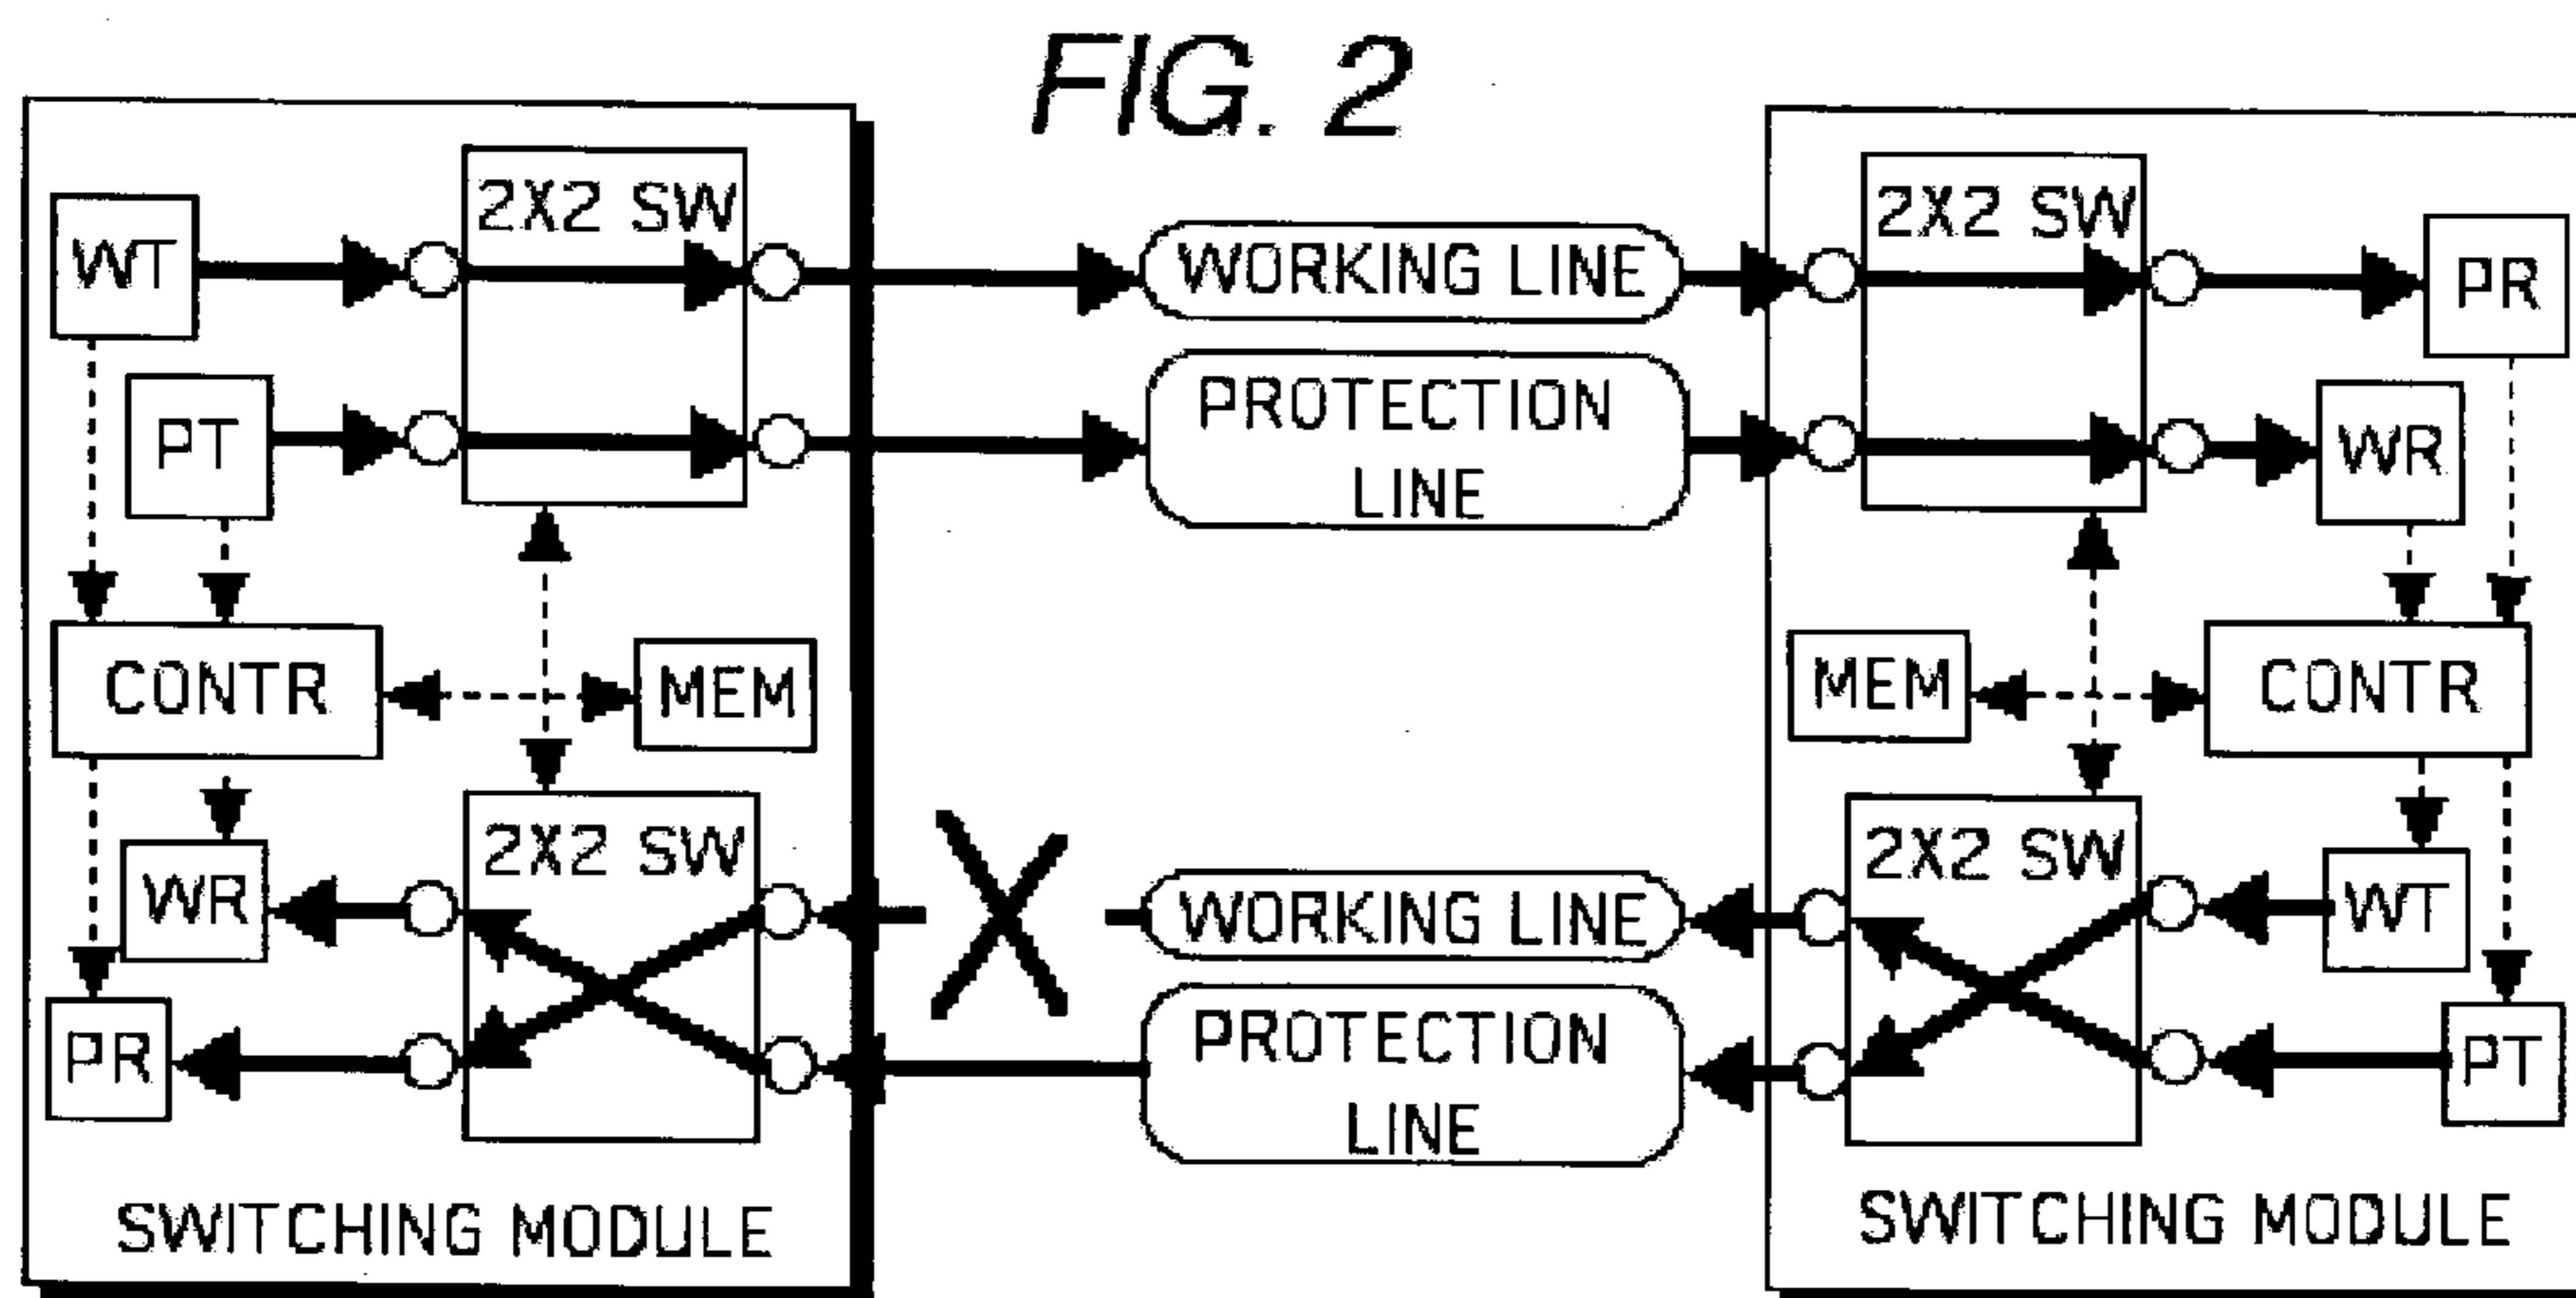 FIG. 2
2X2 SW
2X2 SW
WT
WORKING LINE
PR
PT
PROTECTION
LINE
WR
CONTR
MEM
MEM
CONTR
2X2 SW
2X2 SW
WR
WORKING LINE
WT
PR
PROTECTION
LINE
PT
SWITCHING MODULE
SWITCHING MODULE